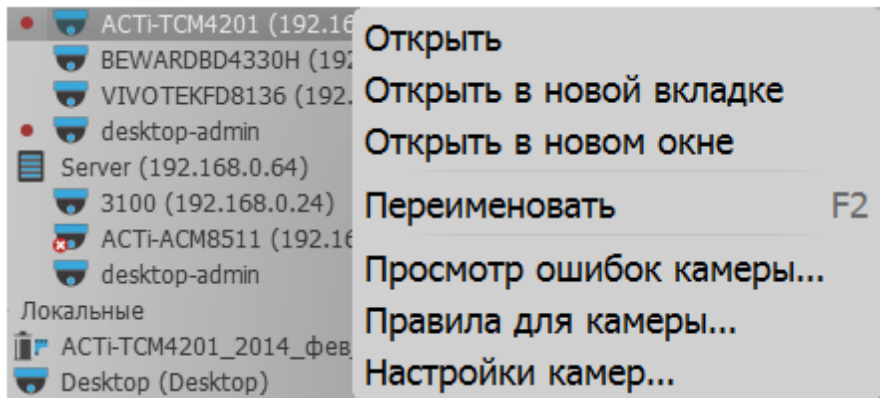 ACTi-TCM4201 (192.16
BEWARDBD4330H (192
VIVOTEKFD8136 (192.
desktop-admin
Server (192.168.0.64)
3100 (192.168.0.24)
ACTi-ACM8511 (192.16
desktop-admin
Локальные
ACTi-TCM4201_2014_фев_
Desktop (Desktop)
Открыть
Открыть в новой вкладке
Открыть в новом окне
Переименовать F2
Просмотр ошибок камеры...
Правила для камеры...
Настройки камер...